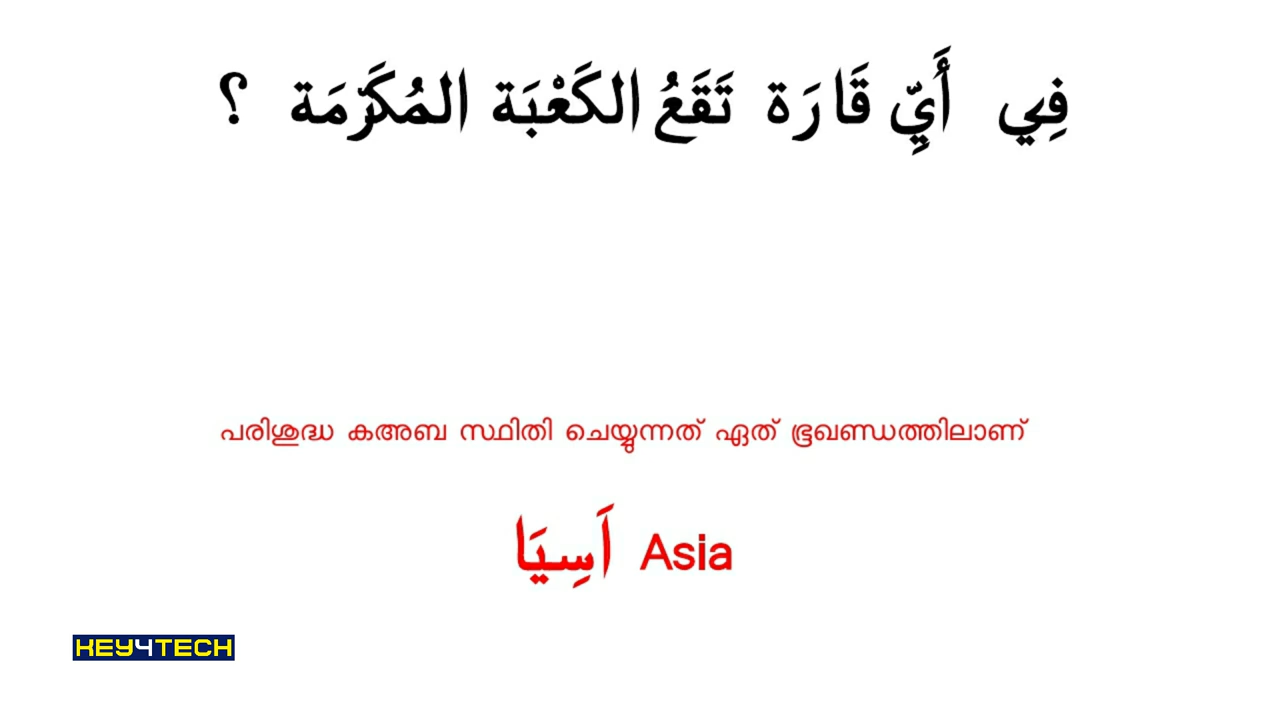 فِي أَيِّ قَارَة تَقَعُ الكَعْبَة المُكَرَّمَة ؟
പരിശുദ്ധ കഅബ സ്ഥിതി ചെയ്യുന്നത് ഏത് ഭൂഖണ്ഡത്തിലാണ്
اَسِيَا Asia
KEY4TECH